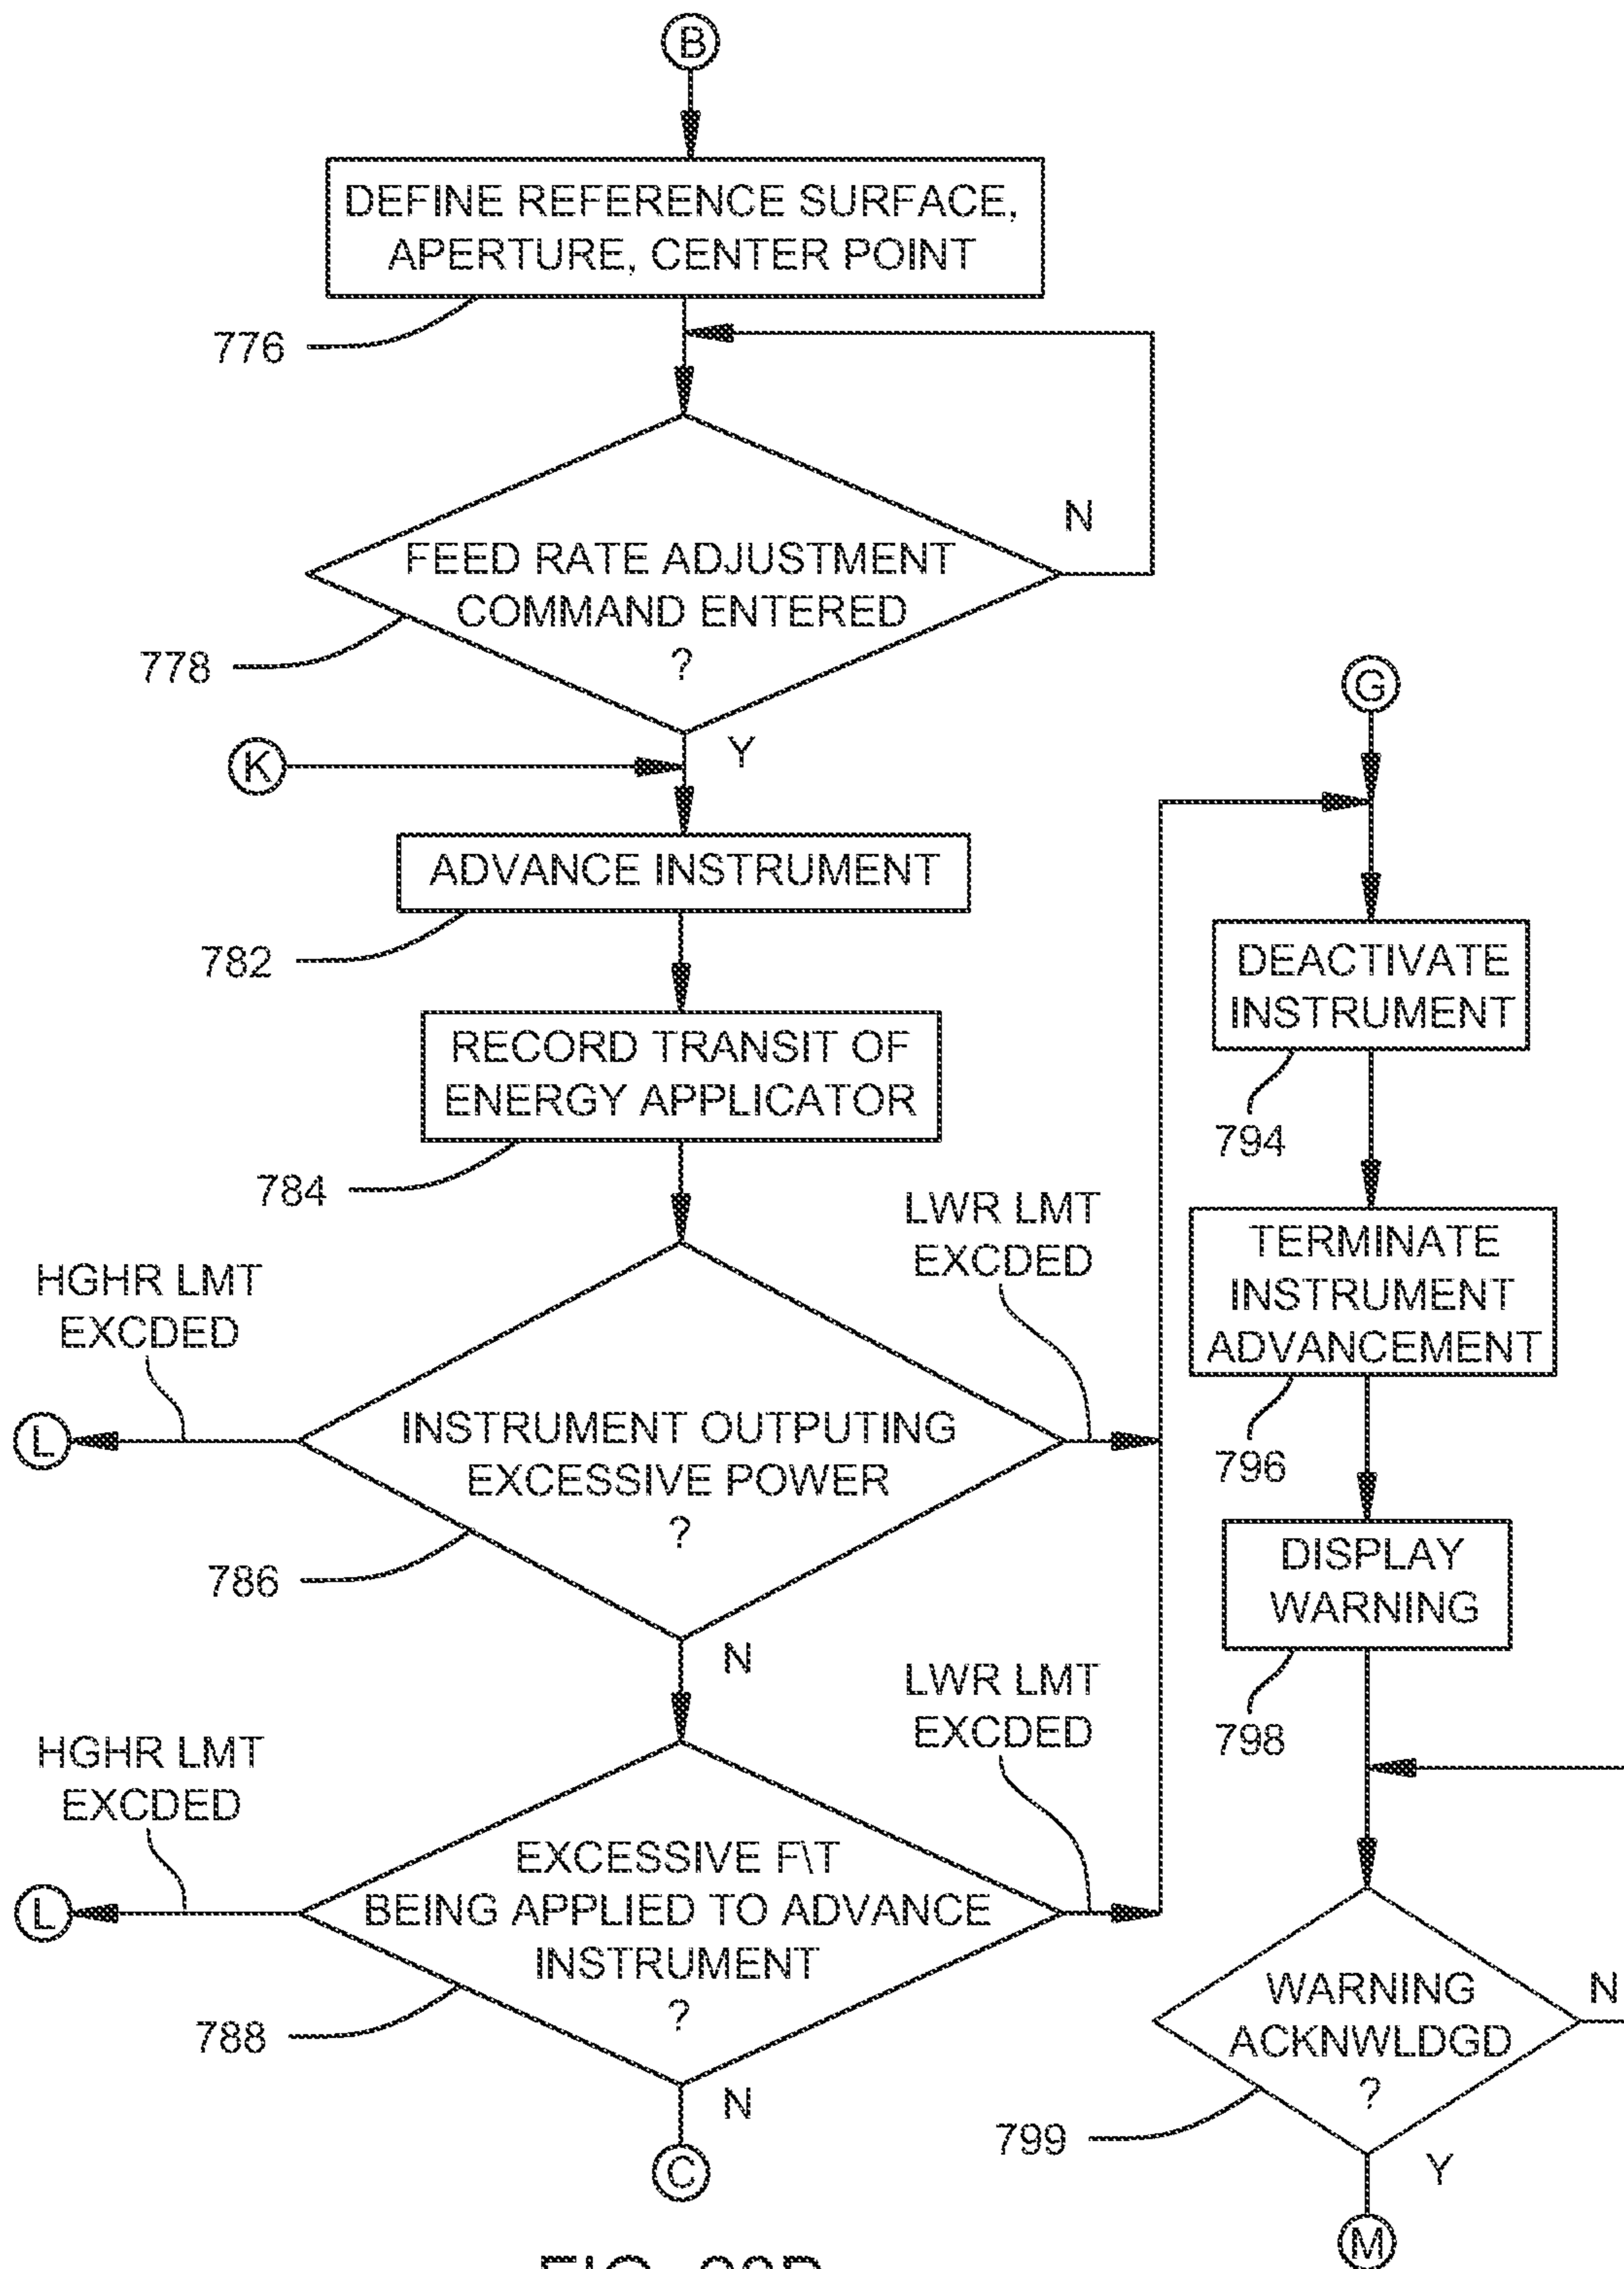 B
DEFINE REFERENCE SURFACE,
APERTURE, CENTER POINT
776
N
FEED RATE ADJUSTMENT
COMMAND ENTERED
?
778
Y
K
ADVANCE INSTRUMENT
782
RECORD TRANSIT OF
ENERGY APPLICATOR
784
LWR LMT
EXCDED
HGHR LMT
EXCDED
L
INSTRUMENT OUTPUTING
EXCESSIVE POWER
?
786
N
LWR LMT
EXCDED
HGHR LMT
EXCDED
L
EXCESSIVE F\T
BEING APPLIED TO ADVANCE
INSTRUMENT
?
788
N
C
G
DEACTIVATE
INSTRUMENT
794
TERMINATE
INSTRUMENT
ADVANCEMENT
796
DISPLAY
WARNING
798
N
WARNING
ACKNWLDGD
?
799
Y
M